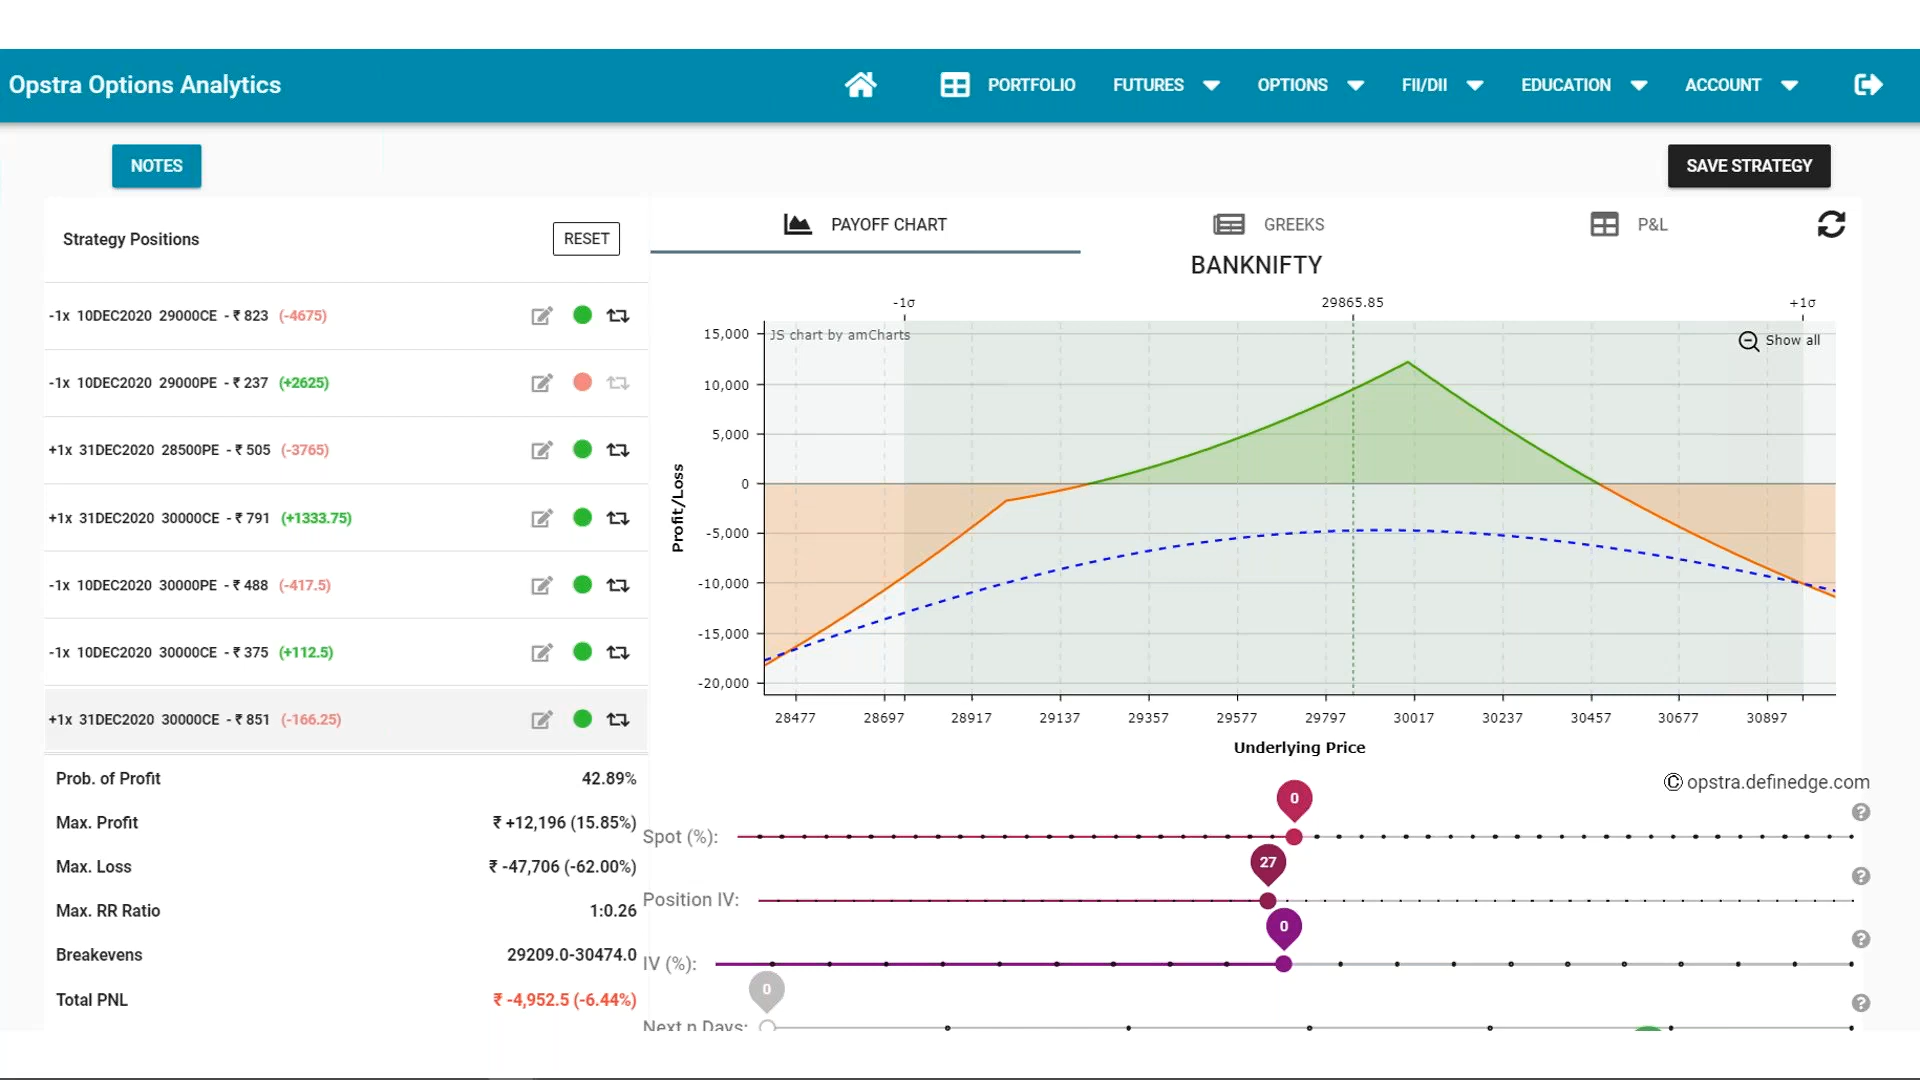 Opstra Options Analytics
PORTFOLIO FUTURES OPTIONS FII/DII EDUCATION ACCOUNT
NOTES
SAVE STRATEGY
Strategy Positions
RESET
-1x 10DEC2020 29000CE - ₹ 823 (-4675)
-1x 10DEC2020 29000PE - ₹ 237 (+2625)
+1x 31DEC2020 28500PE - ₹ 505 (-3765)
+1x 31DEC2020 30000CE - ₹ 791 (+1333.75)
-1x 10DEC2020 30000PE - ₹ 488 (-417.5)
-1x 10DEC2020 30000CE - ₹ 375 (+112.5)
+1x 31DEC2020 30000CE - ₹ 851 (-166.25)
Prob. of Profit 42.89%
Max. Profit ₹ +12,196 (15.85%)
Max. Loss ₹ -47,706 (-62.00%)
Max. RR Ratio 1:0.26
Breakevens 29209.0-30474.0
Total PNL ₹ -4,952.5 (-6.44%)
PAYOFF CHART GREEKS P&L
BANKNIFTY
-1σ 29865.85 +1σ
JS chart by amCharts
Show all
15,000
10,000
5,000
0
-5,000
-10,000
-15,000
-20,000
Profit/Loss
28477 28697 28917 29137 29357 29577 29797 30017 30237 30457 30677 30897
Underlying Price
© opstra.definedge.com
0
Spot (%):
27
Position IV:
0
IV (%):
0
Next n Days: